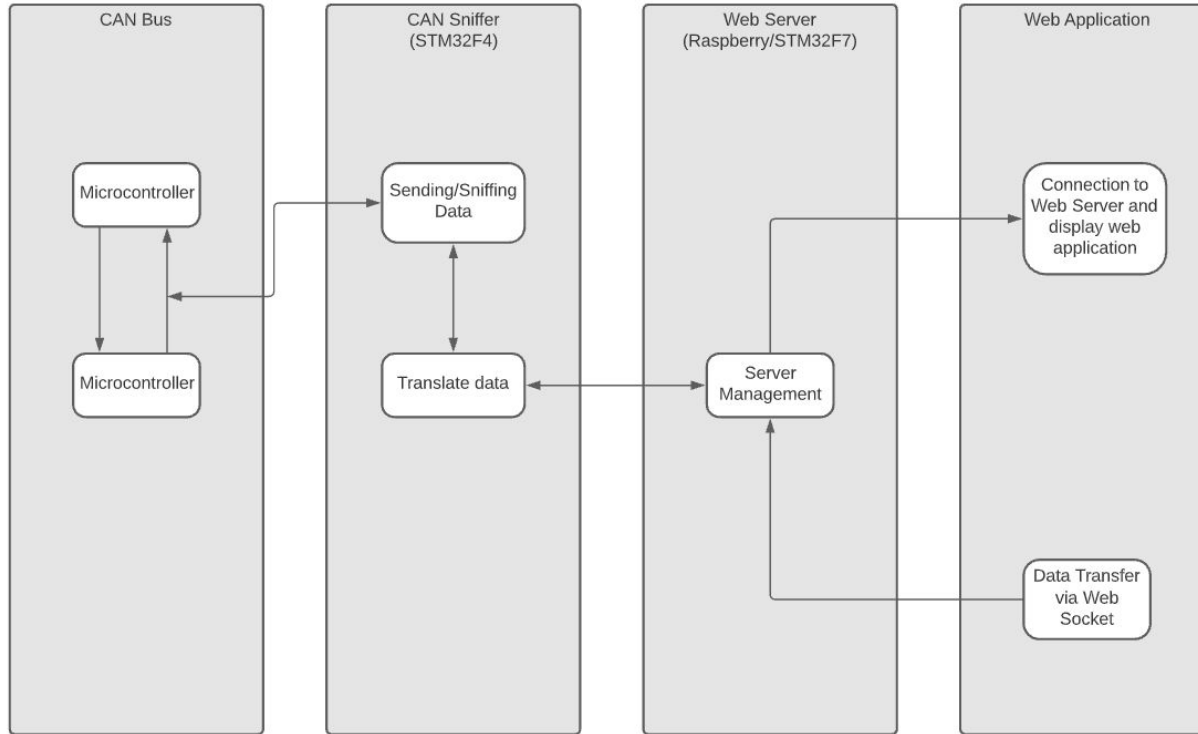 CAN Bus
CAN Sniffer
(STM32F4)
Web Server
(Raspberry/STM32F7)
Web Application
Microcontroller
Sending/Sniffing
Data
Connection to
Web Server and
display web
application
Microcontroller
Translate data
Server
Management
Data Transfer
via Web
Socket